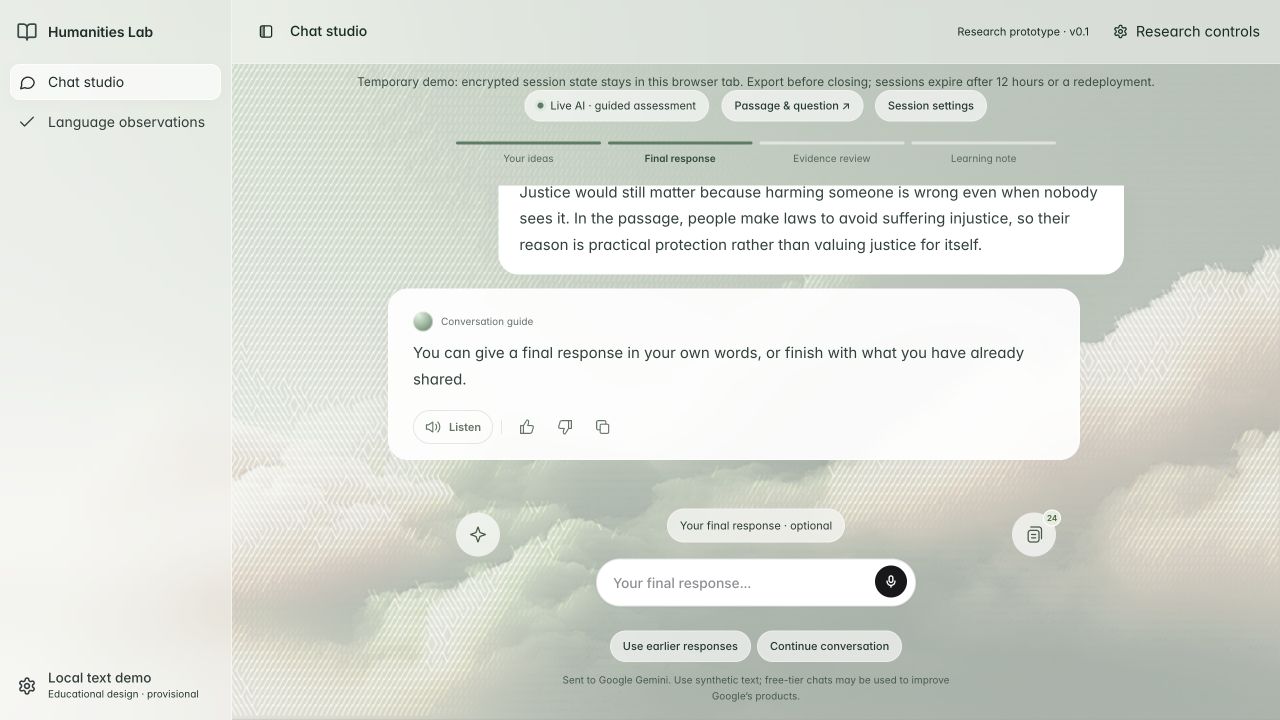 Humanities Lab
Chat studio
Language observations
Local text demo
Educational design · provisional
Chat studio
Research prototype · v0.1
Research controls
Temporary demo: encrypted session state stays in this browser tab. Export before closing; sessions expire after 12 hours or a redeployment.
Live AI · guided assessment
Passage & question ↗
Session settings
Your ideas
Final response
Evidence review
Learning note
Justice would still matter because harming someone is wrong even when nobody
sees it. In the passage, people make laws to avoid suffering injustice, so their
reason is practical protection rather than valuing justice for itself.
Conversation guide
You can give a final response in your own words, or finish with what you have already
shared.
Listen
Your final response · optional
24
Your final response...
Use earlier responses
Continue conversation
Sent to Google Gemini. Use synthetic text; free-tier chats may be used to improve
Google's products.